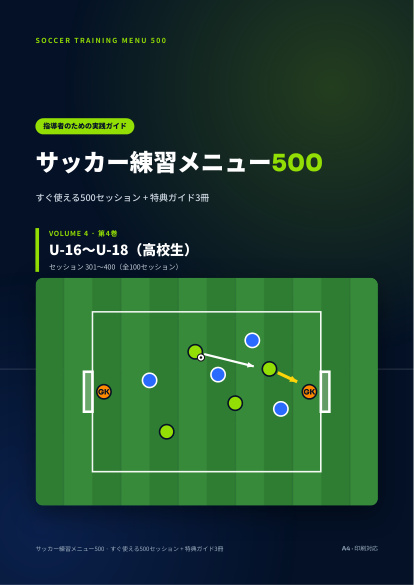 SOCCER TRAINING MENU 500
指導者のための実践ガイド
サッカー練習メニュー500
すぐ使える500セッション + 特典ガイド3冊
VOLUME 4 · 第4巻
U-16〜U-18（高校生）
セッション 301〜400（全100セッション）
GK
GK
サッカー練習メニュー500 · すぐ使える500セッション + 特典ガイド3冊
A4・印刷対応